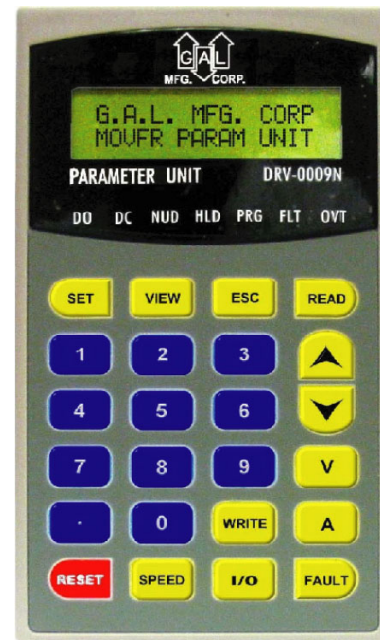 GAL
MFG. CORP.
G.A.L. MFG. CORP
MOVFR PARAM UNIT
PARAMETER UNIT DRV-0009N
DO DC NUD HLD PRG FLT OVT
SET VIEW ESC READ
1 2 3
4 5 6
7 8 9 V
· 0 WRITE A
RESET SPEED I/O FAULT